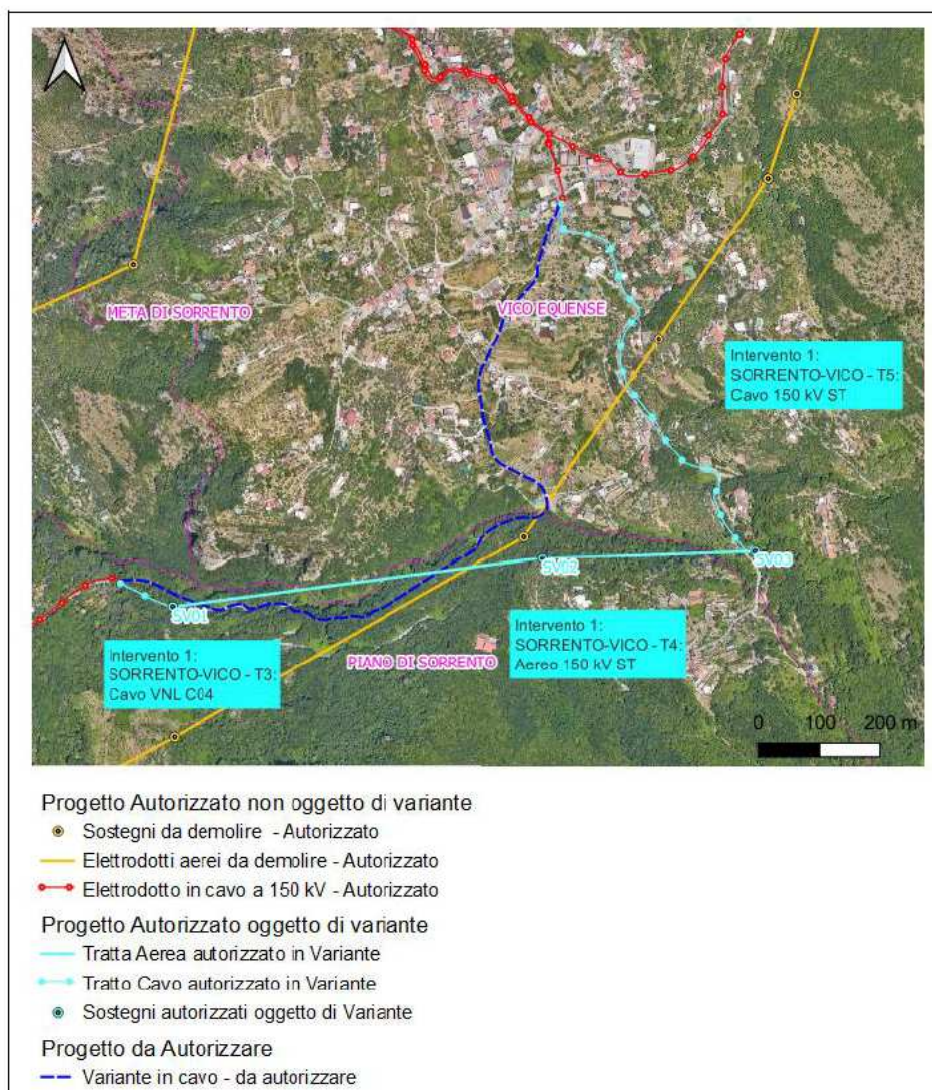 META DI SORRENTO
VICO EQUENSE
Intervento 1:
SORRENTO-VICO - T5:
Cavo 150 kV ST
SV01
SV02
SV03
Intervento 1:
SORRENTO-VICO - T3:
Cavo VNL C04
PIANO DI SORRENTO
Intervento 1:
SORRENTO-VICO - T4:
Aereo 150 kV ST
0 100 200 m
Progetto Autorizzato non oggetto di variante
Sostegni da demolire - Autorizzato
Elettrodotti aerei da demolire - Autorizzato
Elettrodotto in cavo a 150 kV - Autorizzato
Progetto Autorizzato oggetto di variante
Tratta Aerea autorizzato in Variante
Tratto Cavo autorizzato in Variante
Sostegni autorizzati oggetto di Variante
Progetto da Autorizzare
Variante in cavo - da autorizzare